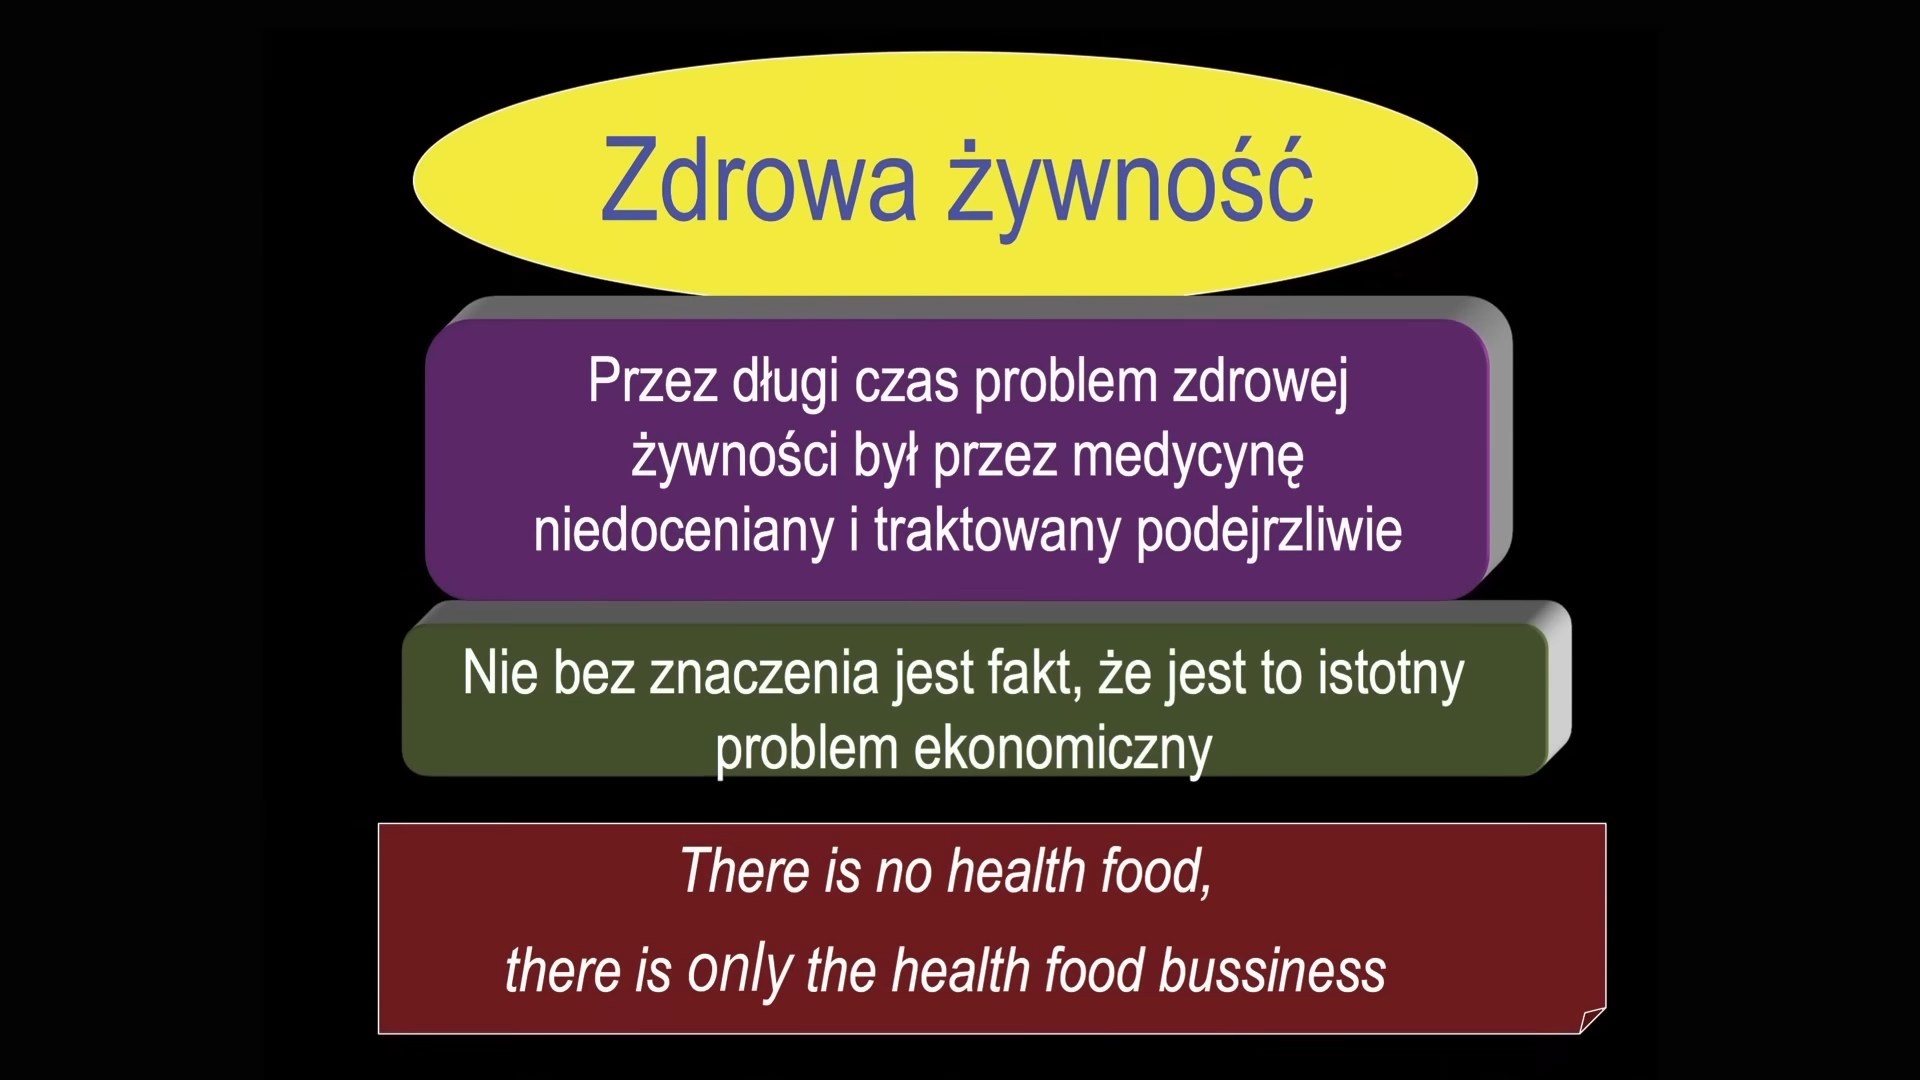 Zdrowa żywność
Przez długi czas problem zdrowej
żywności był przez medycynę
niedoceniany i traktowany podejrzliwie
Nie bez znaczenia jest fakt, że jest to istotny
problem ekonomiczny
There is no health food,
there is only the health food bussiness